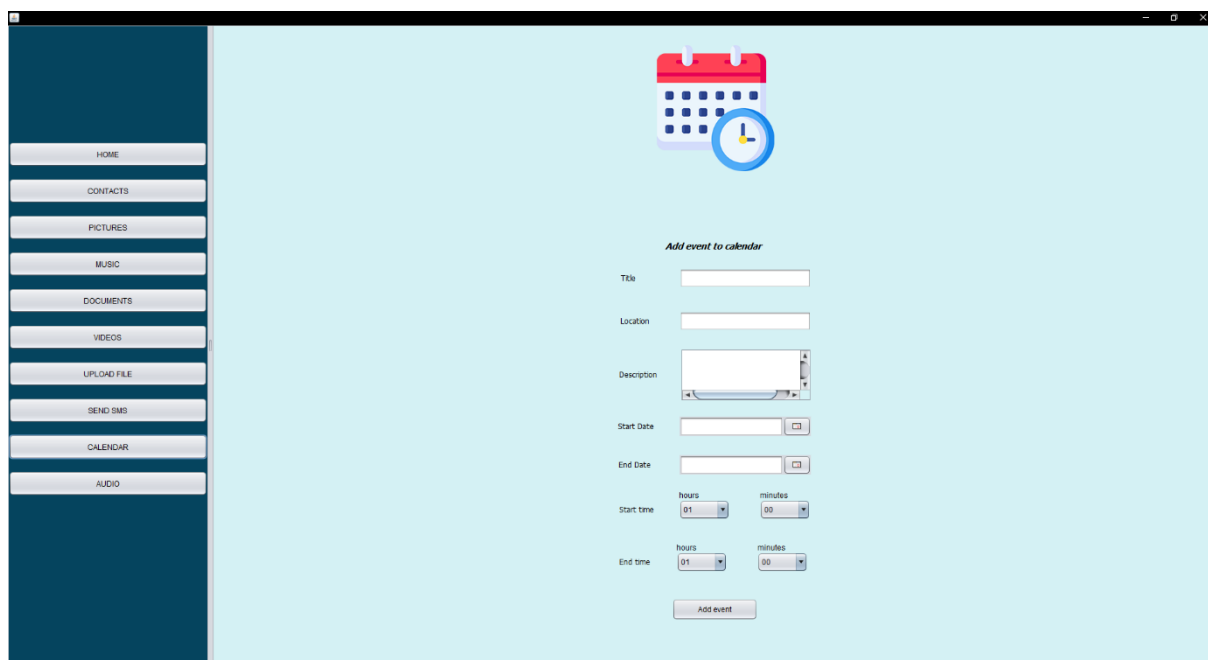 HOME
CONTACTS
PICTURES
MUSIC
DOCUMENTS
VIDEOS
UPLOAD FILE
SEND SMS
CALENDAR
AUDIO
Add event to calendar
Title
Location
Description
Start Date
End Date
hours minutes
Start time 01 00
hours minutes
End time 01 00
Add event